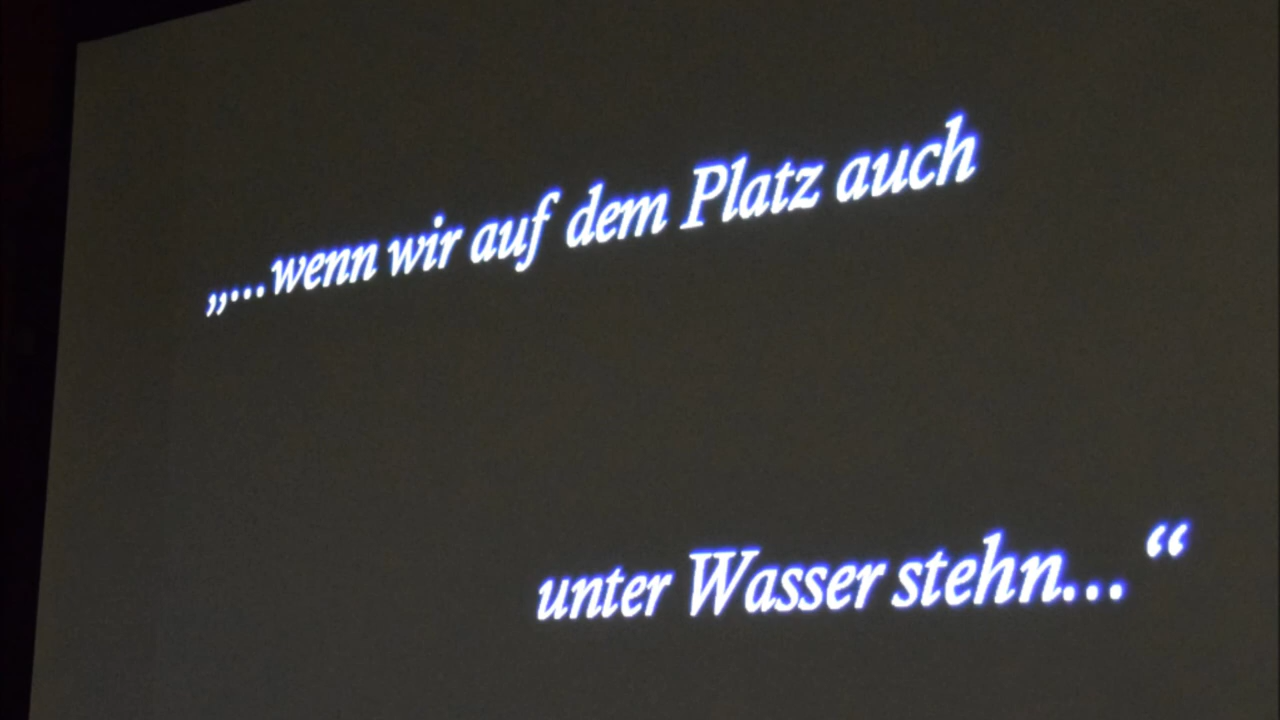 „...wenn wir auf dem Platz auch
unter Wasser stehn...“